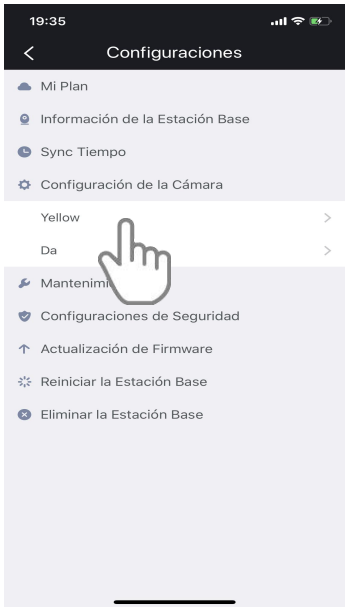 19:35
Configuraciones
Mi Plan
Información de la Estación Base
Sync Tiempo
Configuración de la Cámara
Yellow
Da
Configuraciones de Seguridad
Actualización de Firmware
Reiniciar la Estación Base
Eliminar la Estación Base